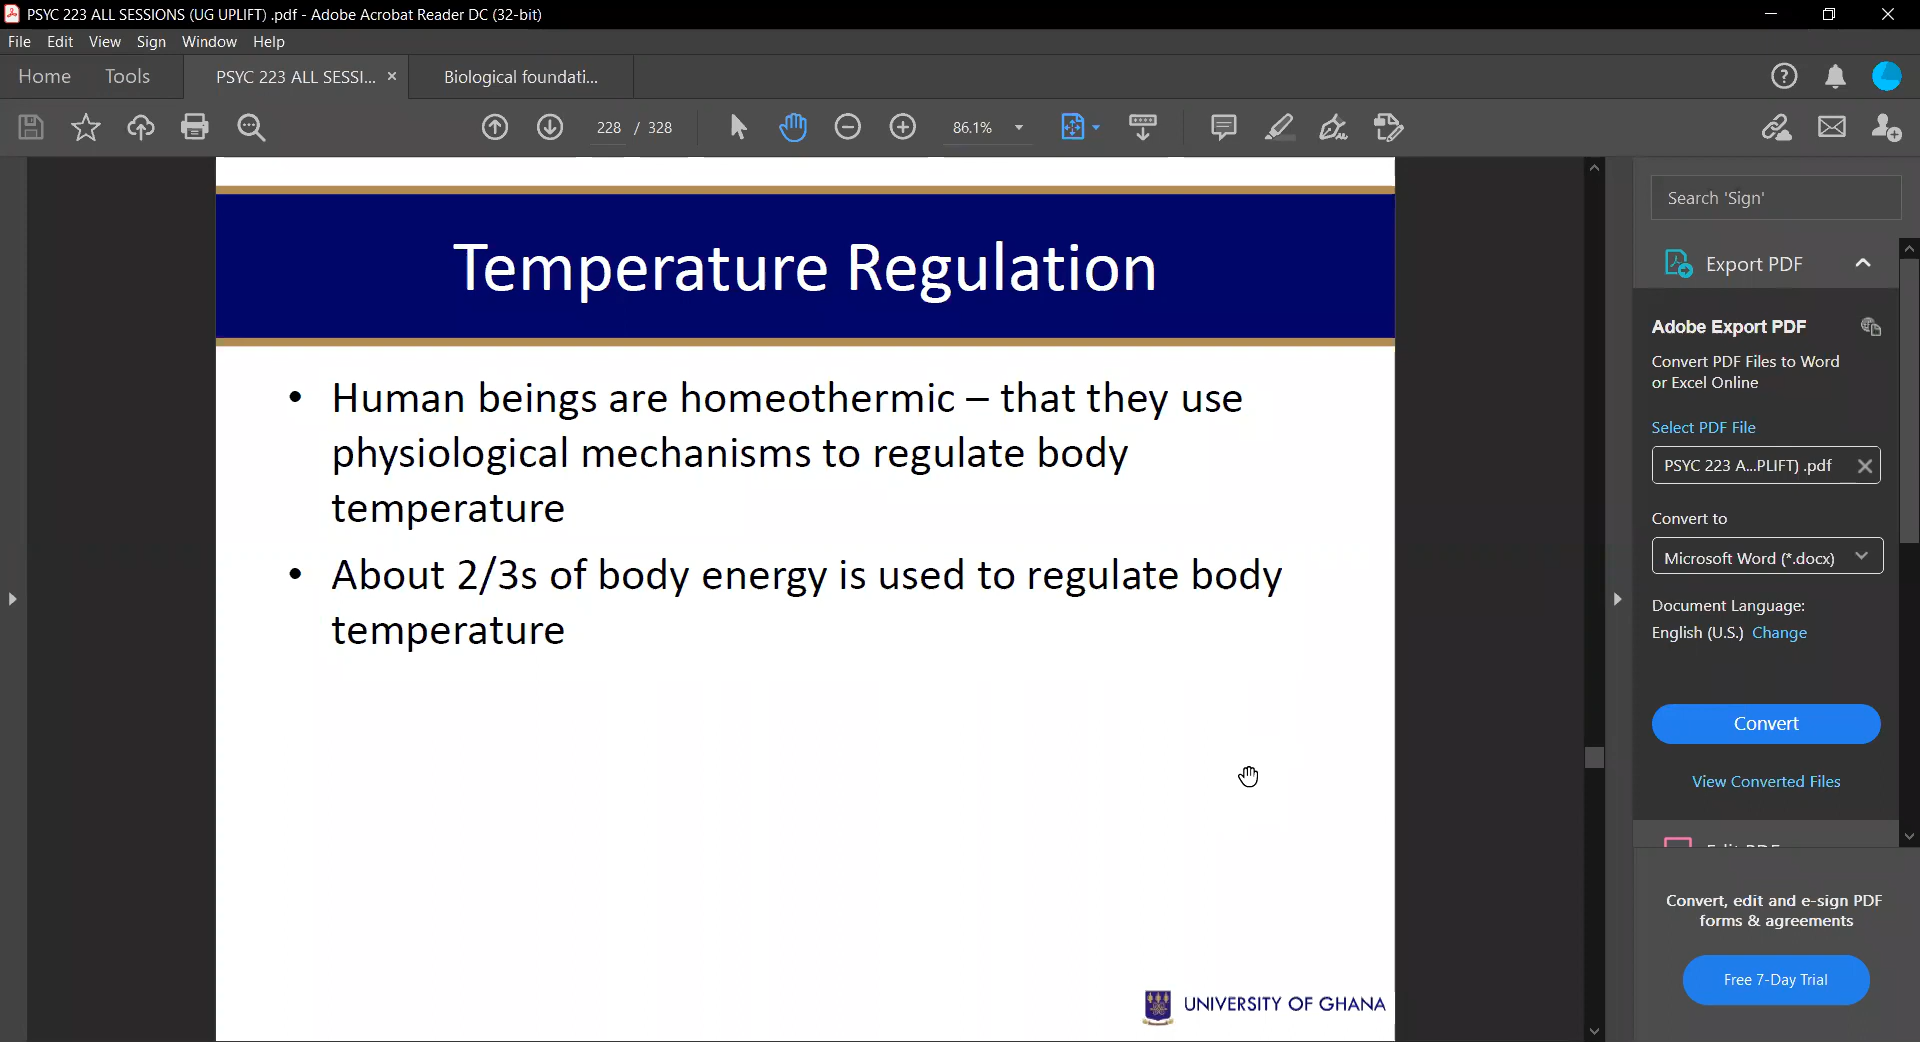 PSYC 223 ALL SESSIONS (UG UPLIFT) .pdf - Adobe Acrobat Reader DC (32-bit)
File Edit View Sign Window Help
Home Tools PSYC 223 ALL SESSI... Biological foundati...
228 / 328 86.1%
Temperature Regulation
• Human beings are homeothermic – that they use
physiological mechanisms to regulate body
temperature
• About 2/3s of body energy is used to regulate body
temperature
UNIVERSITY OF GHANA
Search 'Sign'
Export PDF
Adobe Export PDF
Convert PDF Files to Word
or Excel Online
Select PDF File
PSYC 223 A...PLIFT) .pdf
Convert to
Microsoft Word (*.docx)
Document Language:
English (U.S.) Change
Convert
View Converted Files
Convert, edit and e-sign PDF
forms & agreements
Free 7-Day Trial